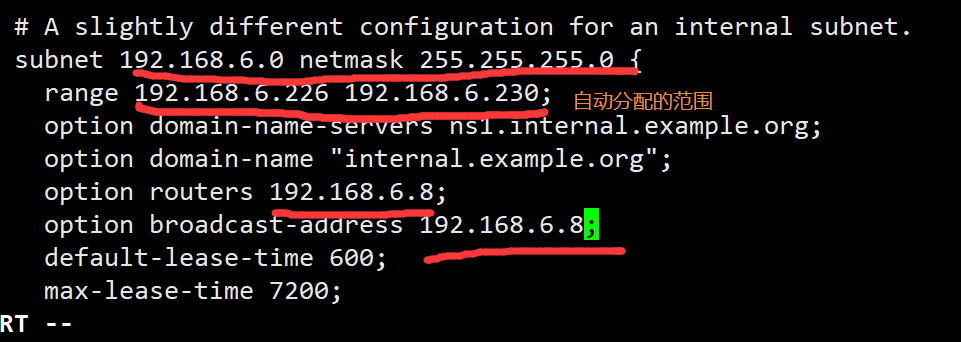 # A slightly different configuration for an internal subnet.
subnet 192.168.6.0 netmask 255.255.255.0 {
range 192.168.6.226 192.168.6.230; 自动分配的范围
option domain-name-servers ns1.internal.example.org;
option domain-name "internal.example.org";
option routers 192.168.6.8;
option broadcast-address 192.168.6.8;
default-lease-time 600;
max-lease-time 7200;
RT --